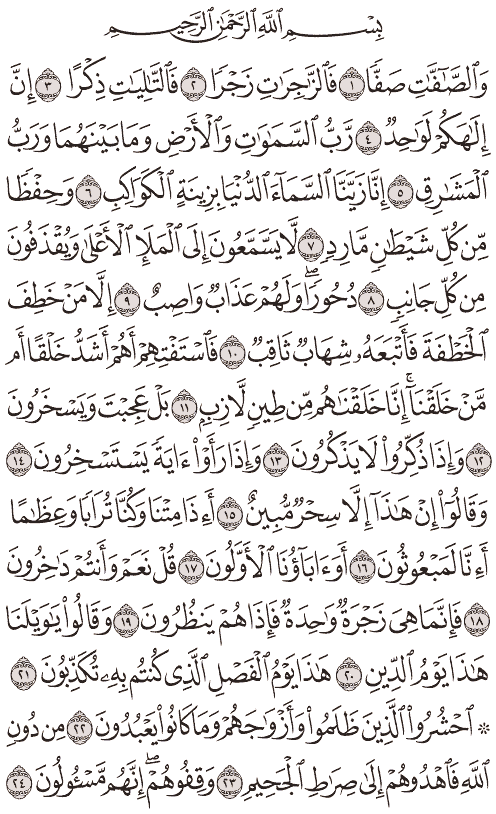 بِسْمِ ٱللَّهِ ٱلرَّحْمَٰنِ ٱلرَّحِيمِ
وَٱلصَّٰٓفَّٰتِ صَفًّا ١ فَٱلزَّٰجِرَٰتِ زَجْرًا ٢ فَٱلتَّٰلِيَٰتِ ذِكْرًا ٣ إِنَّ
إِلَٰهَكُمْ لَوَٰحِدٌ ٤ رَّبُّ ٱلسَّمَٰوَٰتِ وَٱلْأَرْضِ وَمَا بَيْنَهُمَا وَرَبُّ
ٱلْمَشَٰرِقِ ٥ إِنَّا زَيَّنَّا ٱلسَّمَآءَ ٱلدُّنْيَا بِزِينَةٍ ٱلْكَوَاكِبِ ٦ وَحِفْظًا
مِّن كُلِّ شَيْطَٰنٍ مَّارِدٍ ٧ لَّا يَسَّمَّعُونَ إِلَى ٱلْمَلَإِ ٱلْأَعْلَىٰ وَيُقْذَفُونَ
مِن كُلِّ جَانِبٍ ٨ دُحُورًا ۖ وَلَهُمْ عَذَابٌ وَاصِبٌ ٩ إِلَّا مَنْ خَطِفَ
ٱلْخَطْفَةَ فَأَتْبَعَهُۥ شِهَابٌ ثَاقِبٌ ١٠ فَٱسْتَفْتِهِمْ أَهُمْ أَشَدُّ خَلْقًا أَم
مَّنْ خَلَقْنَآ ۚ إِنَّا خَلَقْنَٰهُم مِّن طِينٍ لَّازِبٍۭ ١١ بَلْ عَجِبْتَ وَيَسْخَرُونَ
١٢ وَإِذَا ذُكِّرُوا۟ لَا يَذْكُرُونَ ١٣ وَإِذَا رَأَوْا۟ ءَايَةً يَسْتَسْخِرُونَ ١٤
وَقَالُوٓا۟ إِنْ هَٰذَآ إِلَّا سِحْرٌ مُّبِينٌ ١٥ أَءِذَا مِتْنَا وَكُنَّا تُرَابًا وَعِظَٰمًا
أَءِنَّا لَمَبْعُوثُونَ ١٦ أَوَءَابَآؤُنَا ٱلْأَوَّلُونَ ١٧ قُلْ نَعَمْ وَأَنتُمْ دَٰخِرُونَ
١٨ فَإِنَّمَا هِىَ زَجْرَةٌ وَٰحِدَةٌ فَإِذَا هُمْ يَنظُرُونَ ١٩ وَقَالُوا۟ يَٰوَيْلَنَا
هَٰذَا يَوْمُ ٱلدِّينِ ٢٠ هَٰذَا يَوْمُ ٱلْفَصْلِ ٱلَّذِى كُنتُم بِهِۦ تُكَذِّبُونَ ٢١
۞ ٱحْشُرُوا۟ ٱلَّذِينَ ظَلَمُوا۟ وَأَزْوَٰجَهُمْ وَمَا كَانُوا۟ يَعْبُدُونَ ٢٢ مِن دُونِ
ٱللَّهِ فَٱهْدُوهُمْ إِلَىٰ صِرَٰطِ ٱلْجَحِيمِ ٢٣ وَقِفُوهُمْ ۖ إِنَّهُم مَّسْـُٔولُونَ ٢٤